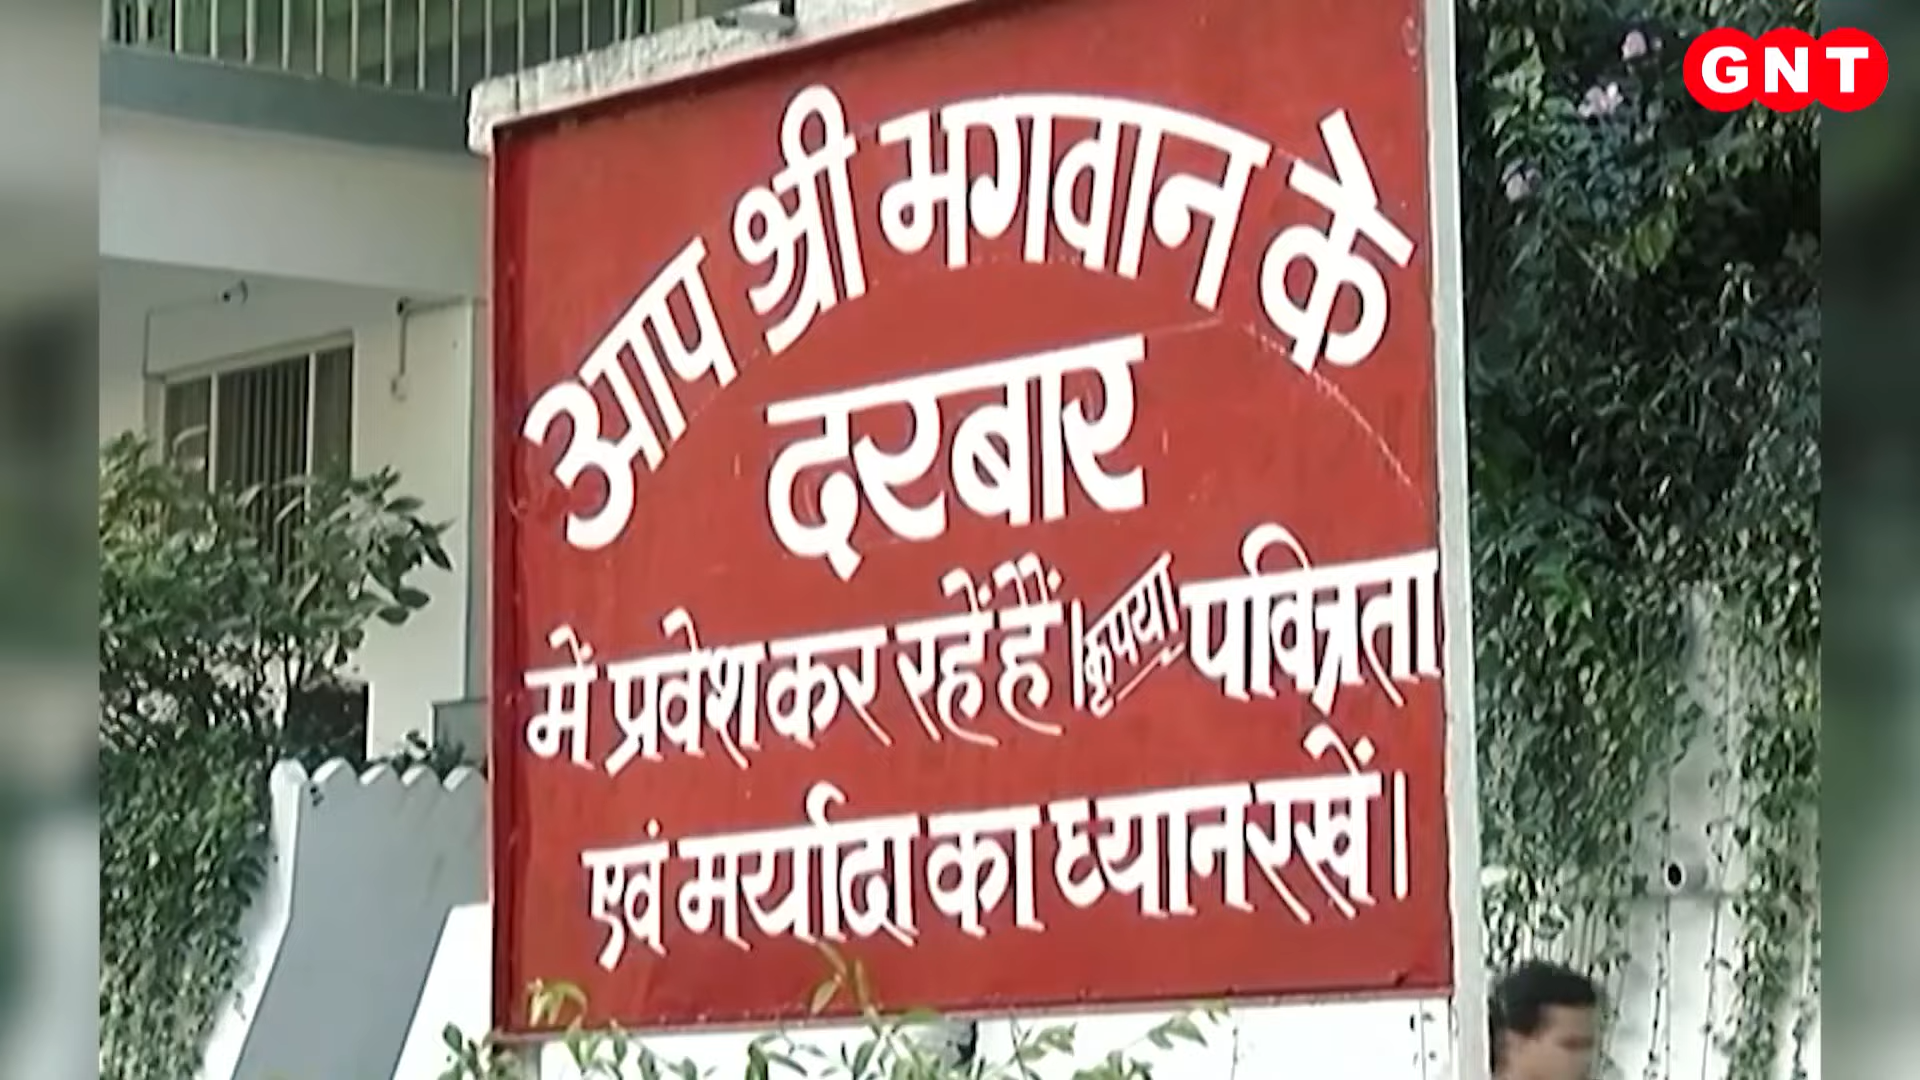 GNT
आप श्री भगवान के
दरबार
में प्रवेश कर रहें हैं। कृपया पवित्रता
एवं मर्यादा का ध्यान रखें।